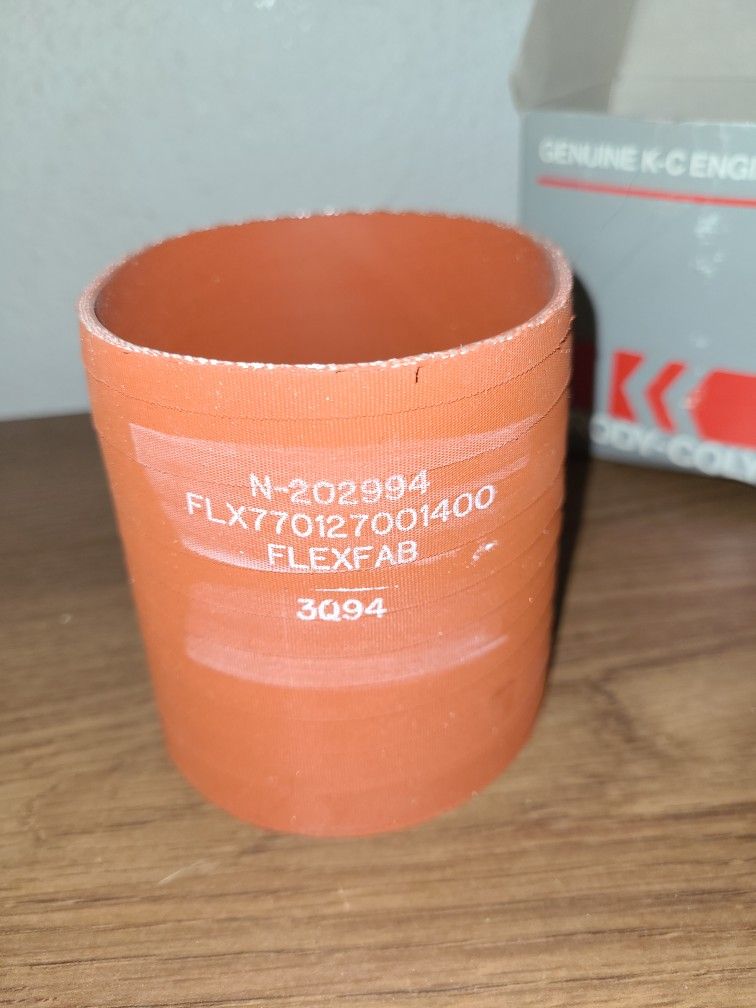 GENUINE K-C ENGI
N-202994
FLX770127001400
FLEXFAB
3Q94